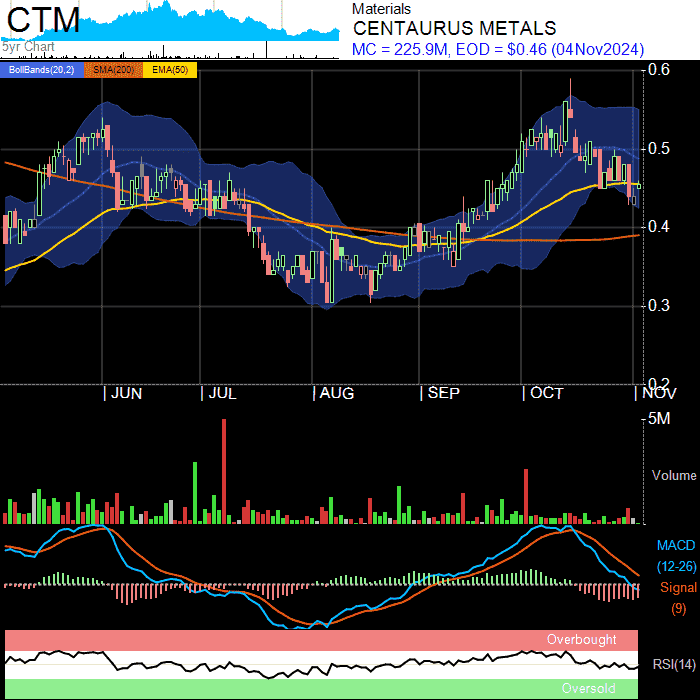 CTM
5yr Chart
Materials
CENTAURUS METALS
MC = 225.9M, EOD = $0.46 (04Nov2024)
BollBands(20,2) SMA(200) EMA(50)
0.6
0.5
0.4
0.3
0.2
JUN JUL AUG SEP OCT NOV
5M
Volume
MACD
(12-26)
Signal
(9)
Overbought
RSI(14)
Oversold